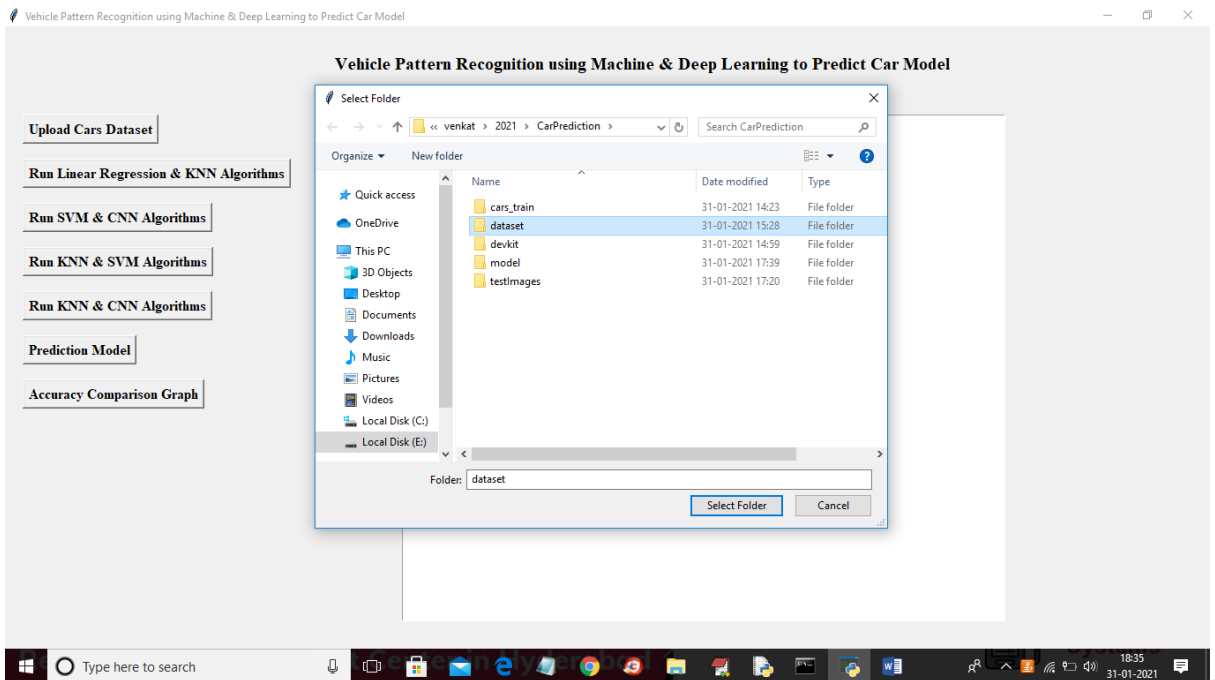 Vehicle Pattern Recognition using Machine & Deep Learning to Predict Car Model
Vehicle Pattern Recognition using Machine & Deep Learning to Predict Car Model
Upload Cars Dataset
Run Linear Regression & KNN Algorithms
Run SVM & CNN Algorithms
Run KNN & SVM Algorithms
Run KNN & CNN Algorithms
Prediction Model
Accuracy Comparison Graph
Select Folder
« venkat › 2021 › CarPrediction ›
Search CarPrediction
Organize
New folder
Quick access
OneDrive
This PC
3D Objects
Desktop
Documents
Downloads
Music
Pictures
Videos
Local Disk (C:)
Local Disk (E:)
Name Date modified Type
cars_train 31-01-2021 14:23 File folder
dataset 31-01-2021 15:28 File folder
devkit 31-01-2021 14:59 File folder
model 31-01-2021 17:39 File folder
testImages 31-01-2021 17:20 File folder
Folder: dataset
Select Folder
Cancel
Type here to search
18:35
31-01-2021